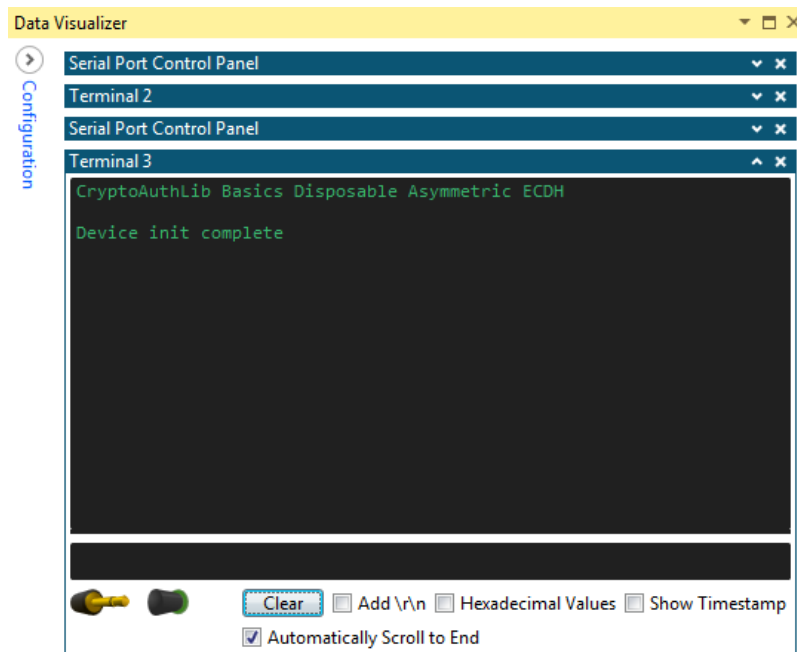 Data Visualizer
Configuration
Serial Port Control Panel
Terminal 2
Serial Port Control Panel
Terminal 3
CryptoAuthLib Basics Disposable Asymmetric ECDH
Device init complete
Clear Add \r\n Hexadecimal Values Show Timestamp
Automatically Scroll to End